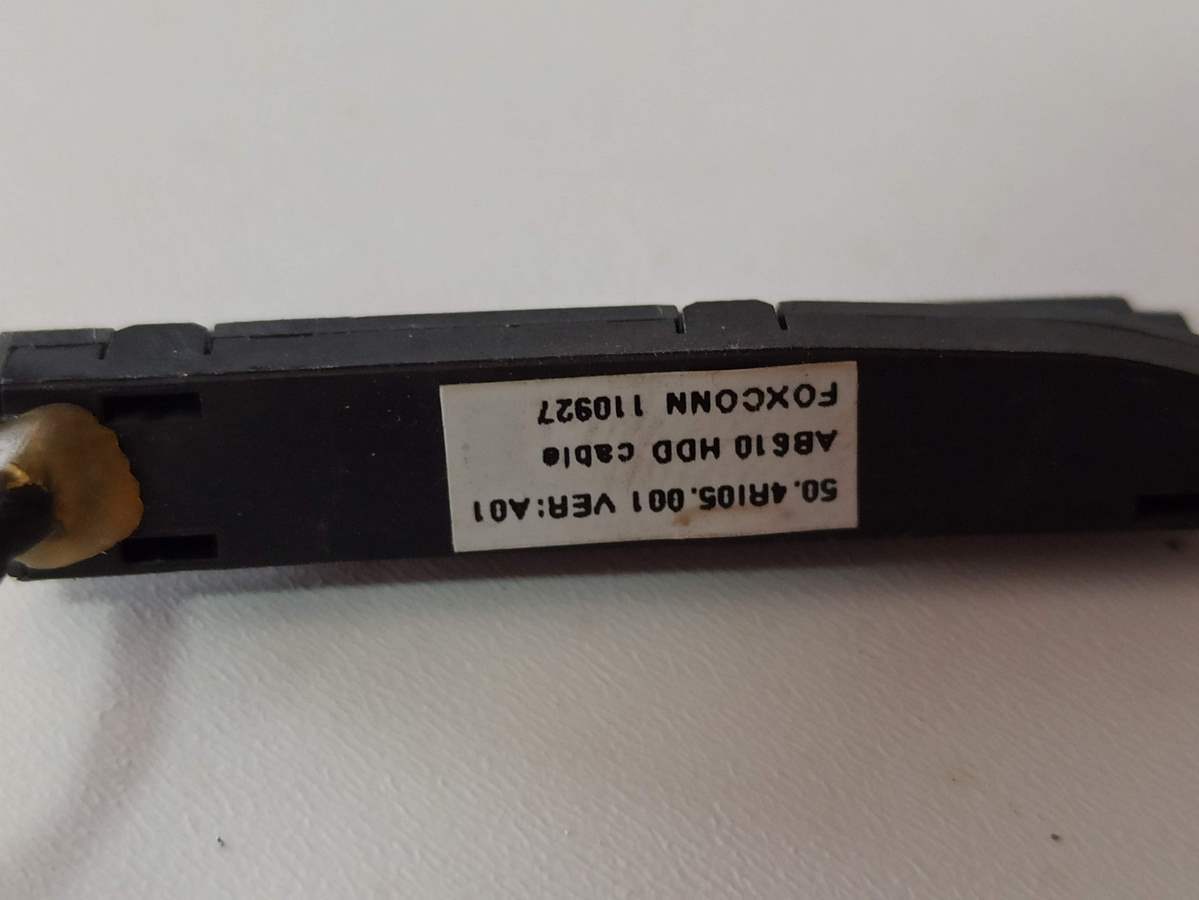 50.4RI05.001 VER:A01
AB610 HDD cable
FOXCONN 110927